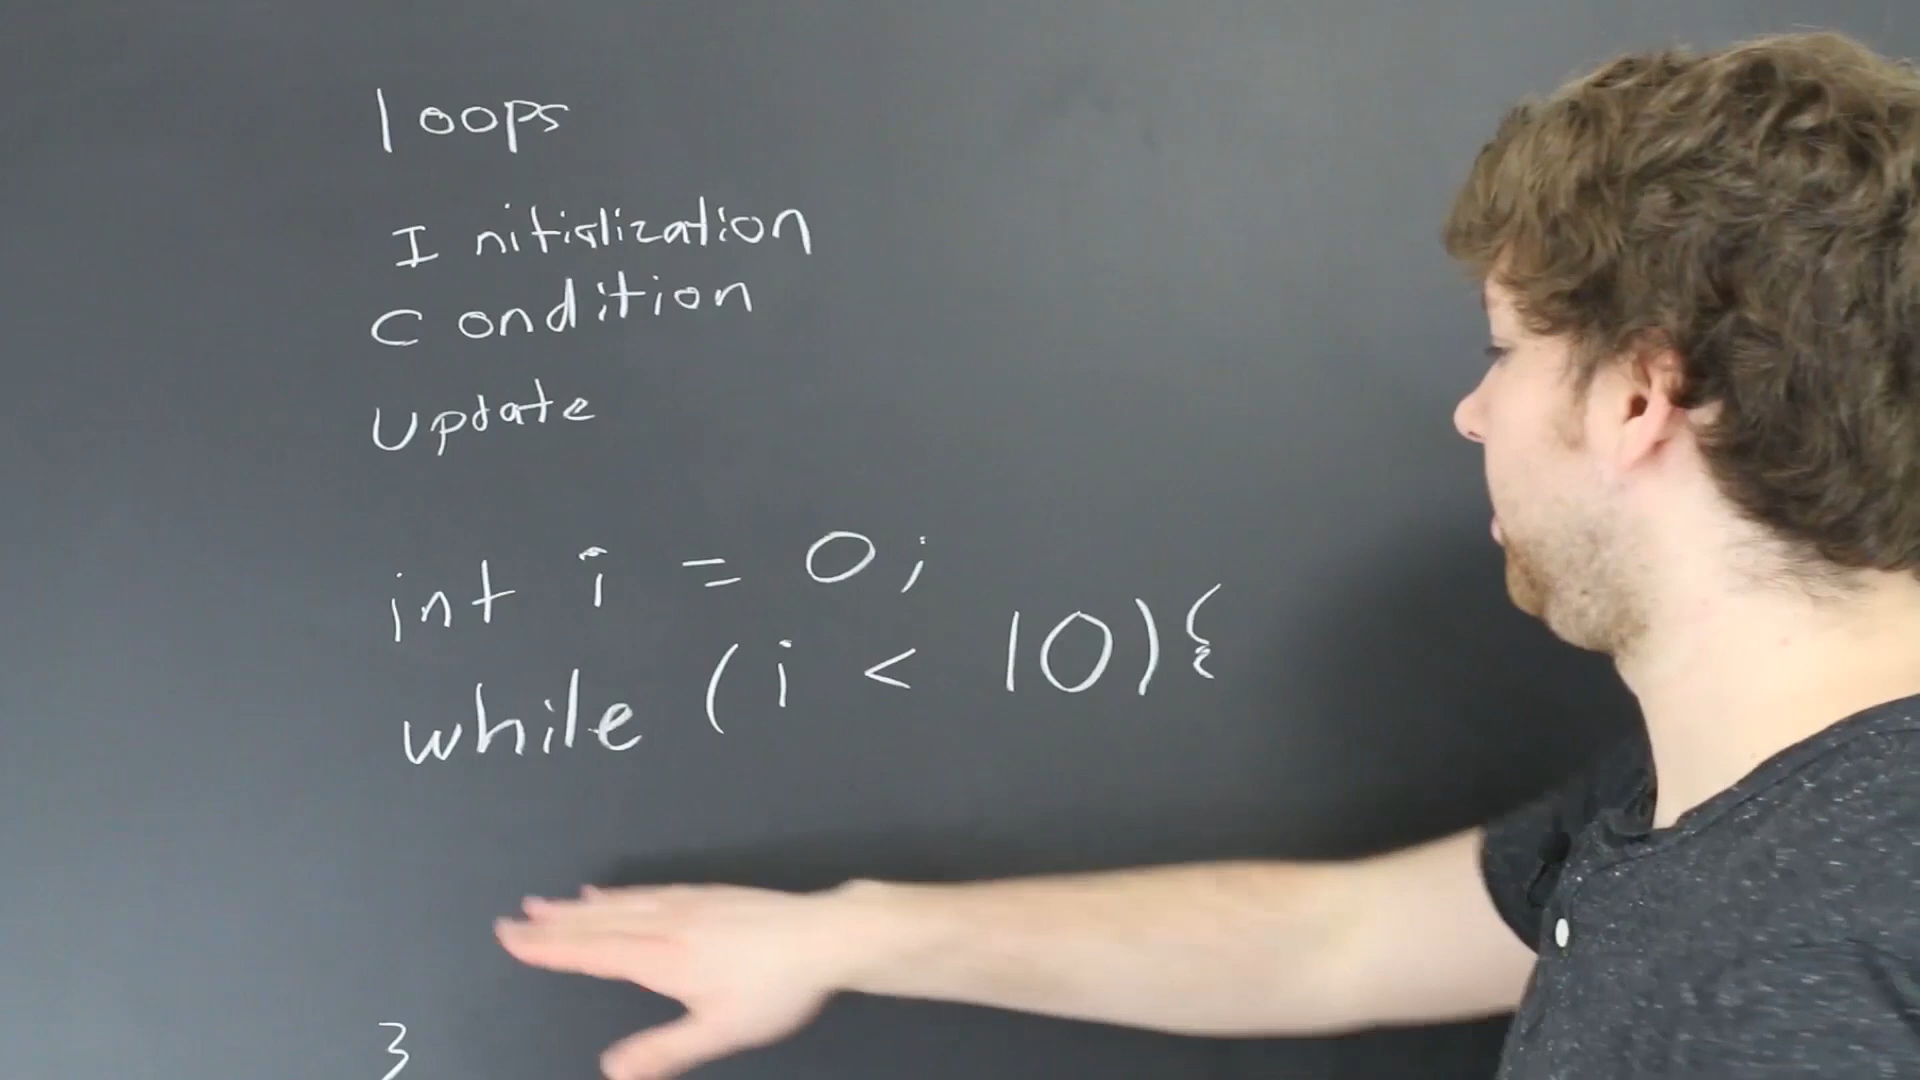 loops
Initialization
Condition
Update
int i = 0;
while (i < 10){
}